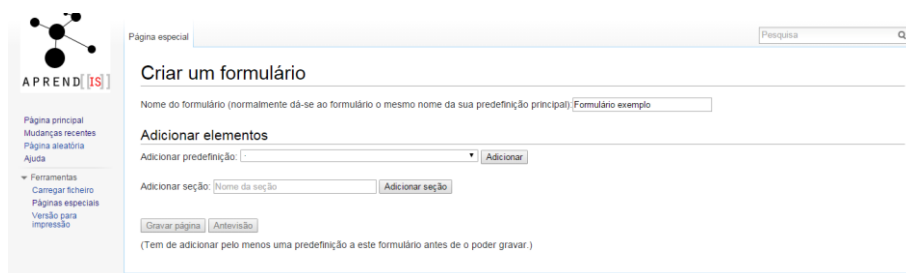 Página especial
Pesquisa
APREND[[IS]]
Criar um formulário
Nome do formulário (normalmente dá-se ao formulário o mesmo nome da sua predefinição principal): Formulário exemplo
Página principal
Mudanças recentes
Página aleatória
Ajuda
Ferramentas
Carregar ficheiro
Páginas especiais
Versão para
impressão
Adicionar elementos
Adicionar predefinição: - Adicionar
Adicionar seção: Nome da seção Adicionar seção
Gravar página Antevisão
(Tem de adicionar pelo menos uma predefinição a este formulário antes de o poder gravar.)